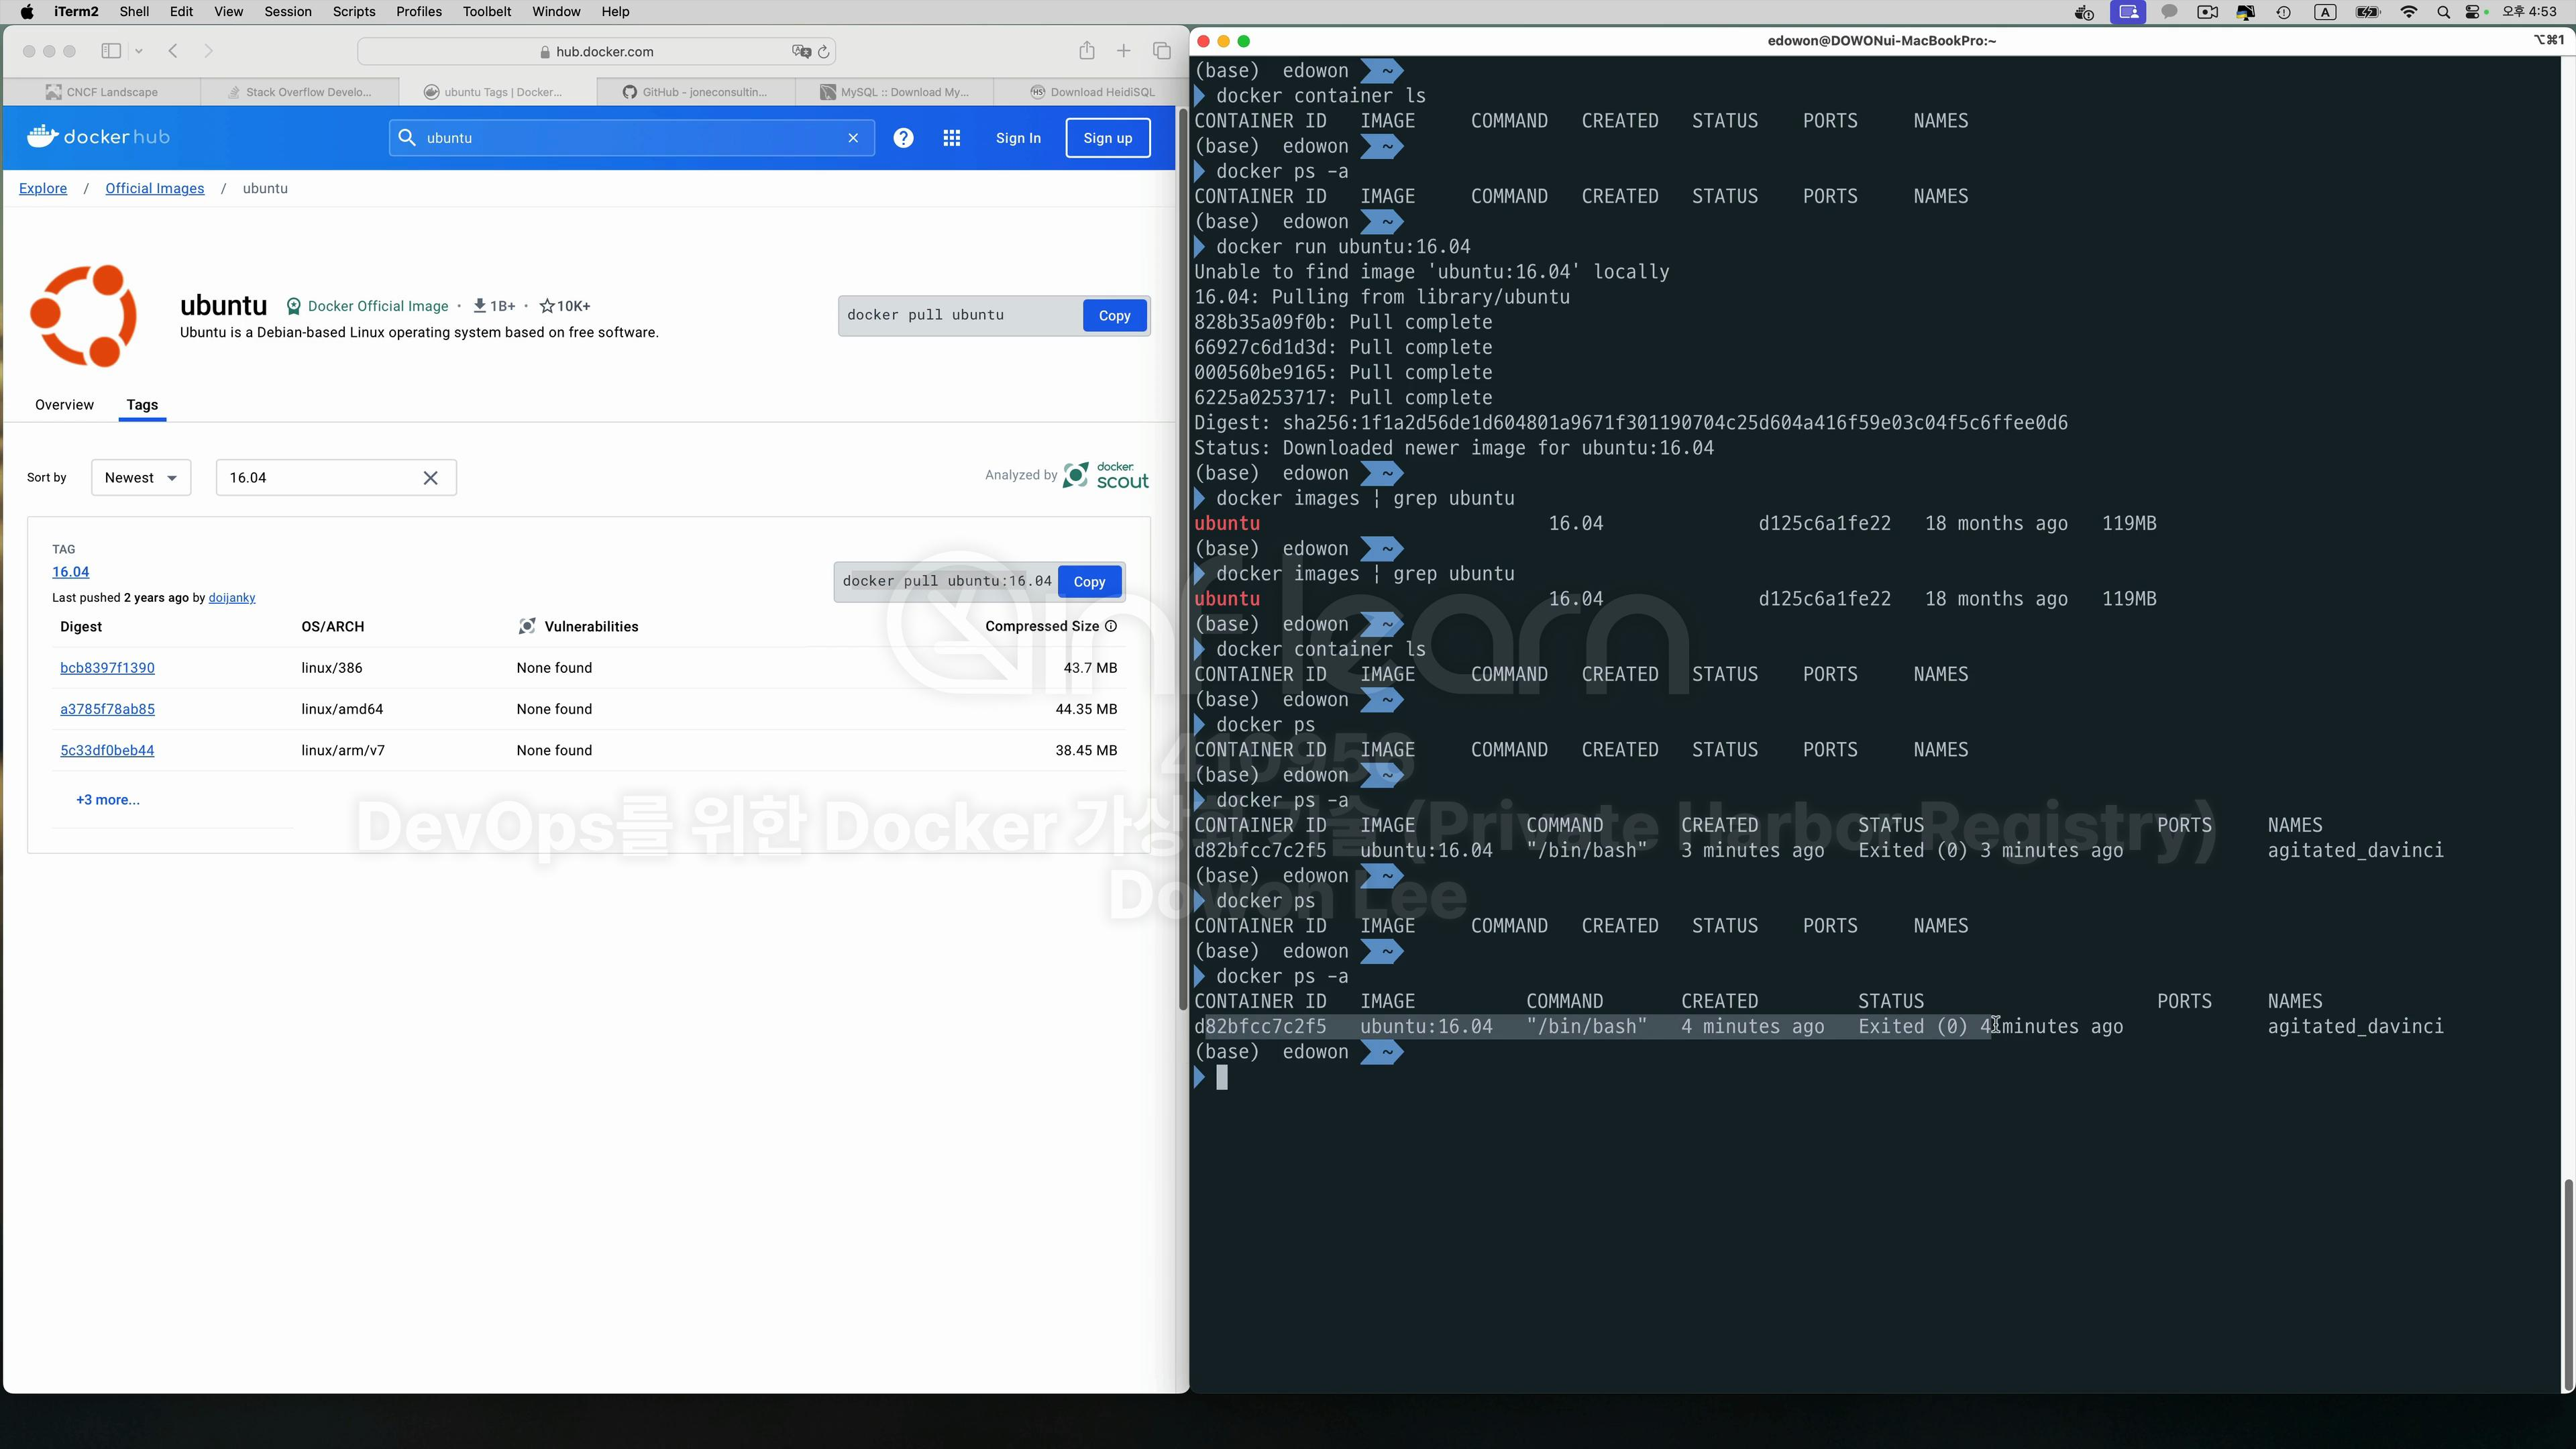 iTerm2 Shell Edit View Session Scripts Profiles Toolbelt Window Help
A 오후 4:53
hub.docker.com
CNCF Landscape
Stack Overflow Develo...
ubuntu Tags | Docker...
GitHub - joneconsultin...
MySQL :: Download My...
HS Download HeidiSQL
docker hub
ubuntu
Sign In
Sign up
Explore / Official Images / ubuntu
ubuntu Docker Official Image · 1B+ · 10K+
Ubuntu is a Debian-based Linux operating system based on free software.
docker pull ubuntu
Copy
Overview Tags
Sort by Newest 16.04
Analyzed by docker scout
TAG
16.04
Last pushed 2 years ago by doijanky
docker pull ubuntu:16.04
Copy
Digest OS/ARCH Vulnerabilities Compressed Size
bcb8397f1390 linux/386 None found 43.7 MB
a3785f78ab85 linux/amd64 None found 44.35 MB
5c33df0beb44 linux/arm/v7 None found 38.45 MB
+3 more...
edowon@DOWONui-MacBookPro:~
⌥⌘1
(base) edowon ~
docker container ls
CONTAINER ID IMAGE COMMAND CREATED STATUS PORTS NAMES
(base) edowon ~
docker ps -a
CONTAINER ID IMAGE COMMAND CREATED STATUS PORTS NAMES
(base) edowon ~
docker run ubuntu:16.04
Unable to find image 'ubuntu:16.04' locally
16.04: Pulling from library/ubuntu
828b35a09f0b: Pull complete
66927c6d1d3d: Pull complete
000560be9165: Pull complete
6225a0253717: Pull complete
Digest: sha256:1f1a2d56de1d604801a9671f301190704c25d604a416f59e03c04f5c6ffee0d6
Status: Downloaded newer image for ubuntu:16.04
(base) edowon ~
docker images | grep ubuntu
ubuntu 16.04 d125c6a1fe22 18 months ago 119MB
(base) edowon ~
docker images | grep ubuntu
ubuntu 16.04 d125c6a1fe22 18 months ago 119MB
(base) edowon ~
docker container ls
CONTAINER ID IMAGE COMMAND CREATED STATUS PORTS NAMES
(base) edowon ~
docker ps
CONTAINER ID IMAGE COMMAND CREATED STATUS PORTS NAMES
(base) edowon ~
docker ps -a
CONTAINER ID IMAGE COMMAND CREATED STATUS PORTS NAMES
d82bfcc7c2f5 ubuntu:16.04 "/bin/bash" 3 minutes ago Exited (0) 3 minutes ago agitated_davinci
(base) edowon ~
docker ps
CONTAINER ID IMAGE COMMAND CREATED STATUS PORTS NAMES
(base) edowon ~
docker ps -a
CONTAINER ID IMAGE COMMAND CREATED STATUS PORTS NAMES
d82bfcc7c2f5 ubuntu:16.04 "/bin/bash" 4 minutes ago Exited (0) 4 minutes ago agitated_davinci
(base) edowon ~
inflearn
DevOps를 위한 Docker (Private Harbor Registry)
Dowon Lee